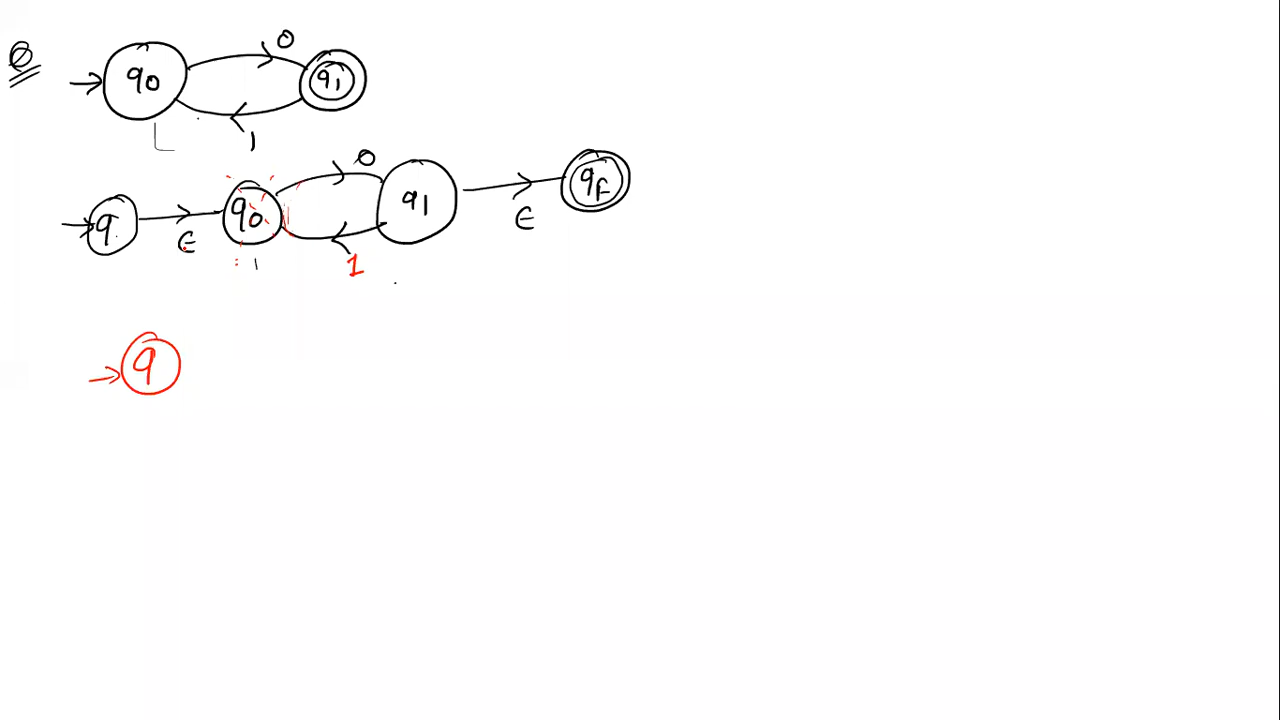 Q
q0 0 q1
1
q ε q0 0 q1 ε qF
1
q